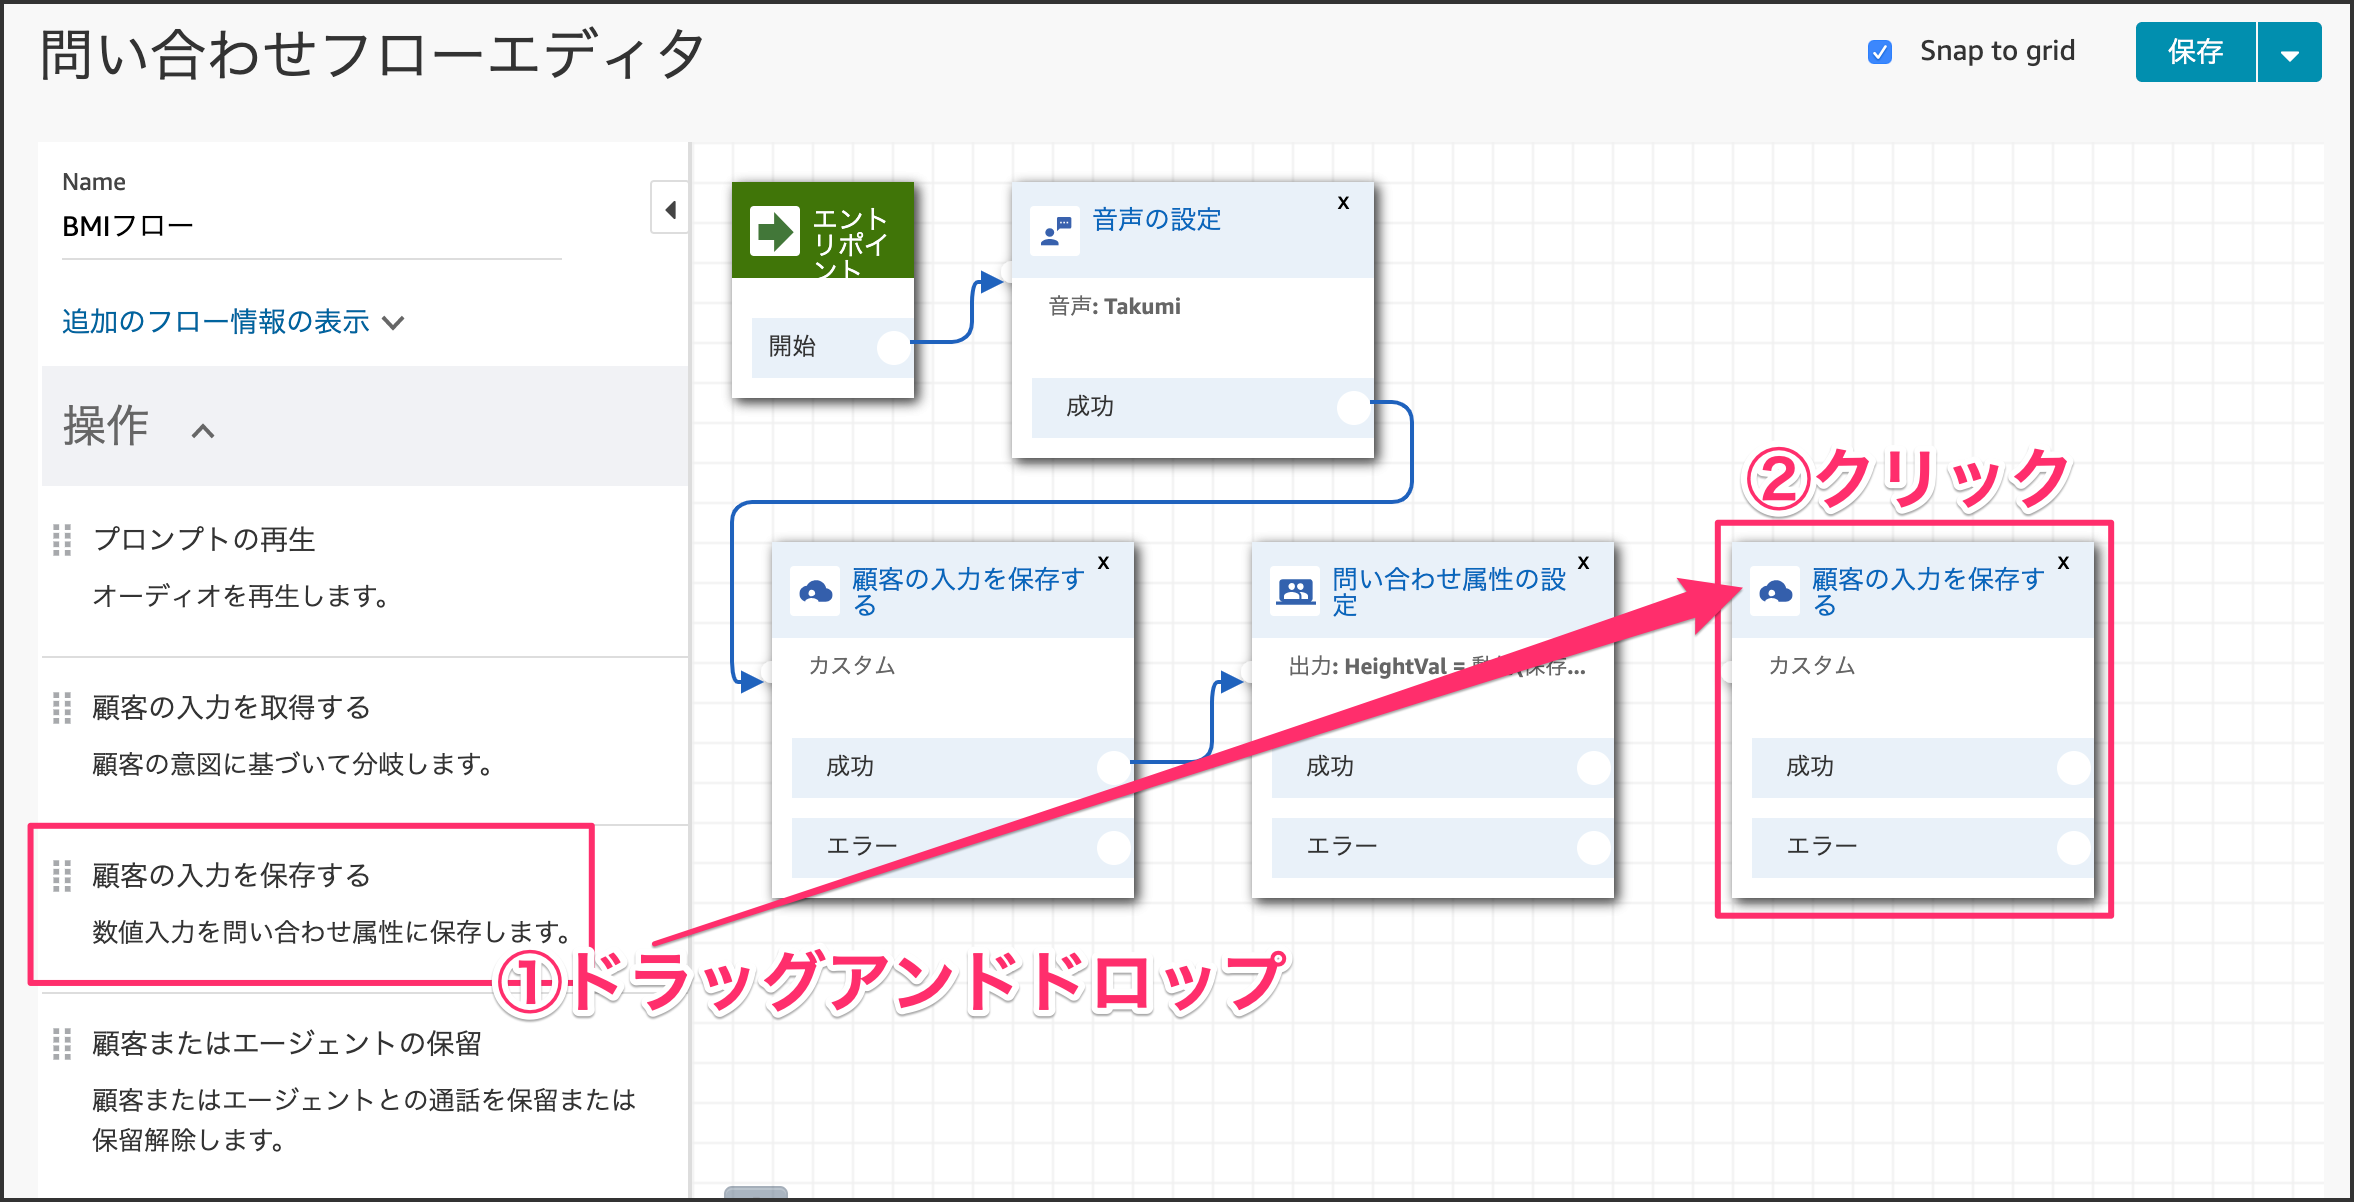 問い合わせフローエディタ
Snap to grid
保存
Name
BMIフロー
追加のフロー情報の表示
操作
プロンプトの再生
オーディオを再生します。
顧客の入力を取得する
顧客の意図に基づいて分岐します。
顧客の入力を保存する
数値入力を問い合わせ属性に保存します。
顧客またはエージェントの保留
顧客またはエージェントとの通話を保留または
保留解除します。
エント
リポイ
ント
開始
音声の設定
X
音声: Takumi
成功
顧客の入力を保存す
る
X
カスタム
成功
エラー
問い合わせ属性の設
定
X
出力: HeightVal = 保存...
成功
エラー
②クリック
顧客の入力を保存す
る
X
カスタム
成功
エラー
①ドラッグアンドドロップ